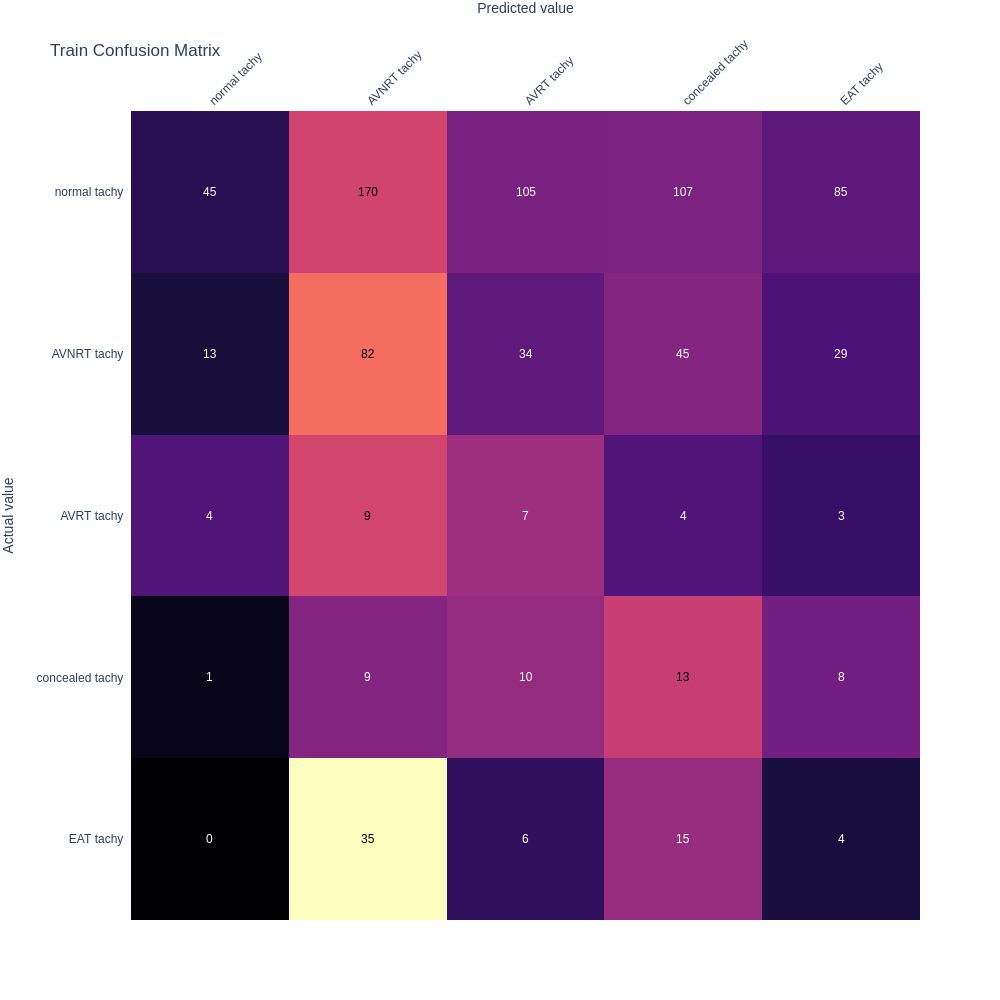 Predicted value
Train Confusion Matrix
normal tachy
AVNRT tachy
AVRT tachy
concealed tachy
EAT tachy
Actual value
normal tachy 45 170 105 107 85
AVNRT tachy 13 82 34 45 29
AVRT tachy 4 9 7 4 3
concealed tachy 1 9 10 13 8
EAT tachy 0 35 6 15 4